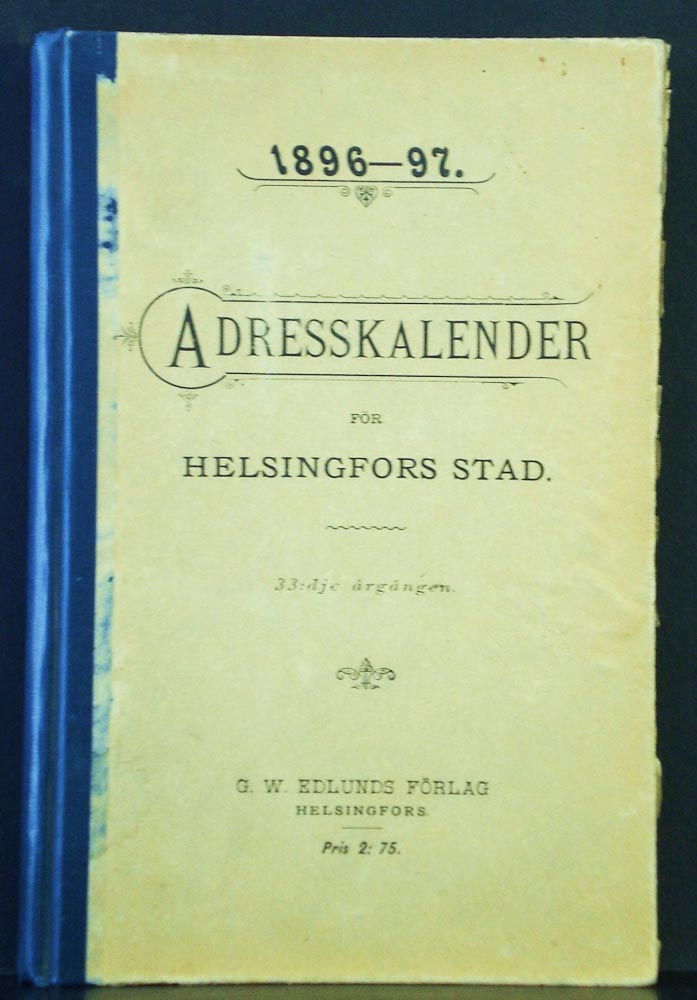 1896—97.
ADRESSKALENDER
FÖR
HELSINGFORS STAD.
33:dje årgången.
G. W. EDLUNDS FÖRLAG
HELSINGFORS.
Pris 2: 75.